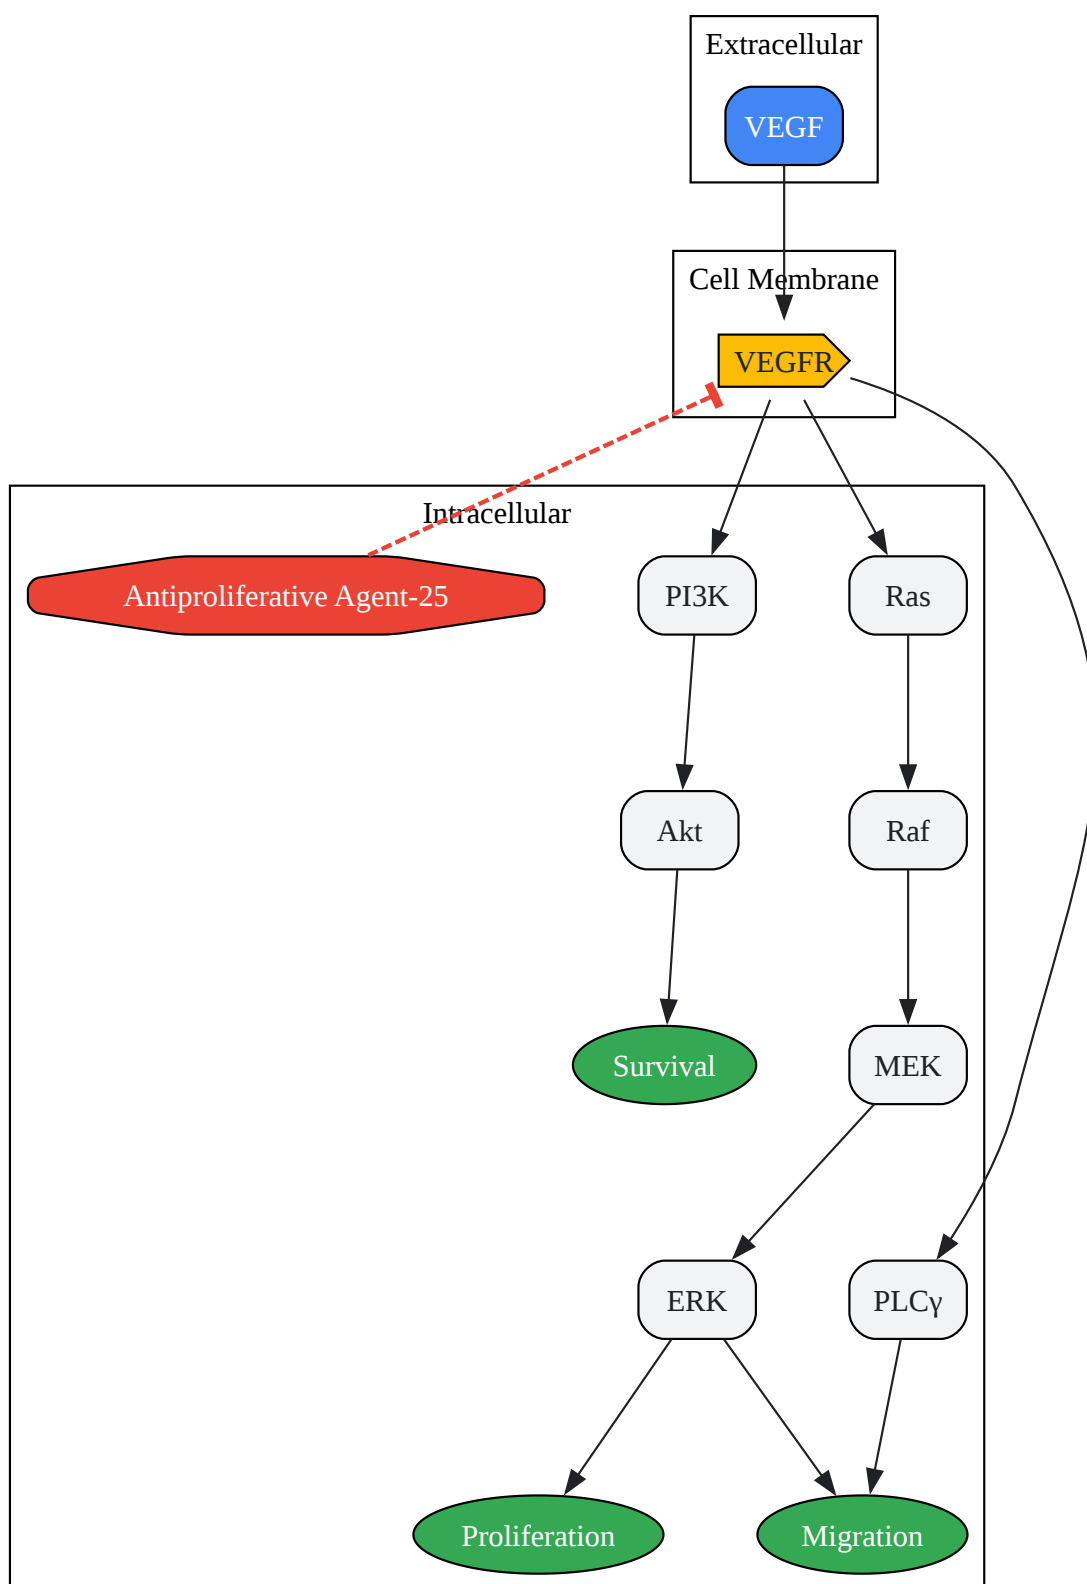 Extracellular
VEGF
Cell Membrane
VEGFR
Intracellular
Antiproliferative Agent-25
PI3K
Ras
Akt
Raf
Survival
MEK
ERK
PLCγ
Proliferation
Migration